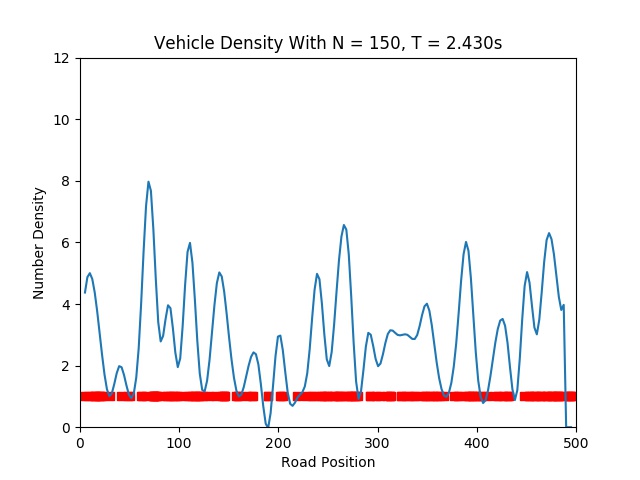 Vehicle Density With N = 150, T = 2.430s
12
10
8
6
4
2
0
Number Density
0 100 200 300 400 500
Road Position